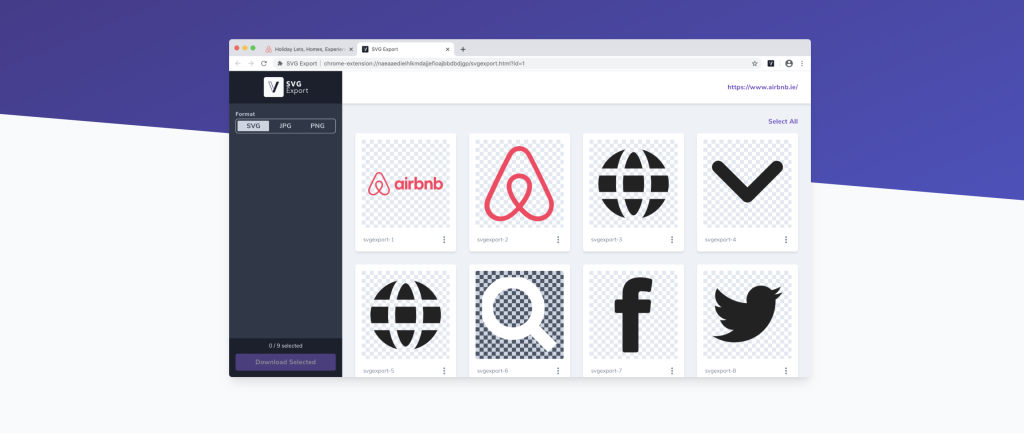 Holiday Lets, Homes, Experien
SVG Export
SVG Export | chrome-extension://naeaaedieihlkmdajjefioajbbdbdjgp/svgexport.html?id=1
SVG
Export
https://www.airbnb.ie/
Format
SVG JPG PNG
Select All
airbnb
svgexport-1
svgexport-2
svgexport-3
svgexport-4
svgexport-5
svgexport-6
svgexport-7
svgexport-8
0 / 9 selected
Download Selected